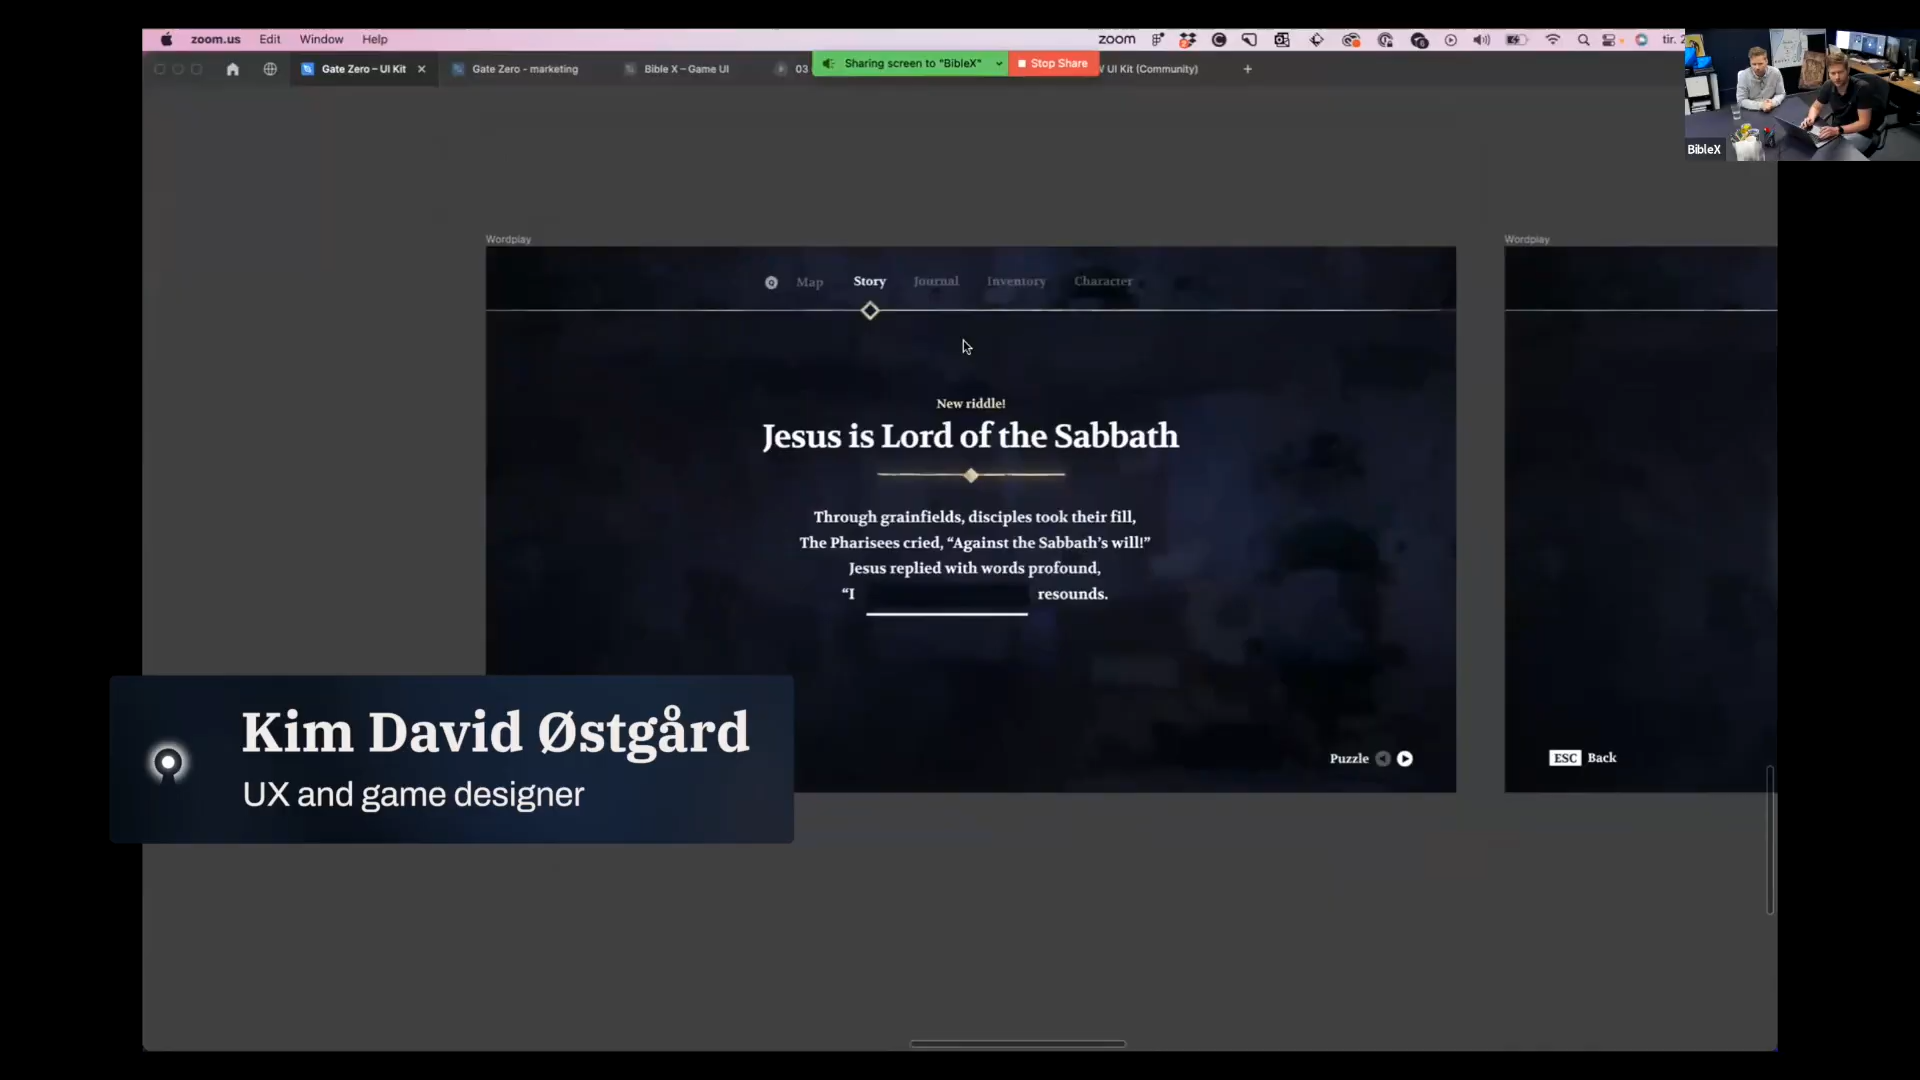 zoom.us Edit Window Help zoom tir.
Gate Zero – UI Kit Gate Zero - marketing Bible X – Game UI 03 Sharing screen to "BibleX" Stop Share UI Kit (Community)
BibleX
Wordplay
Wordplay
Map Story Journal Inventory Character
New riddle!
Jesus is Lord of the Sabbath
Through grainfields, disciples took their fill,
The Pharisees cried, “Against the Sabbath’s will!”
Jesus replied with words profound,
“I resounds.
Puzzle
ESC Back
Kim David Østgård
UX and game designer